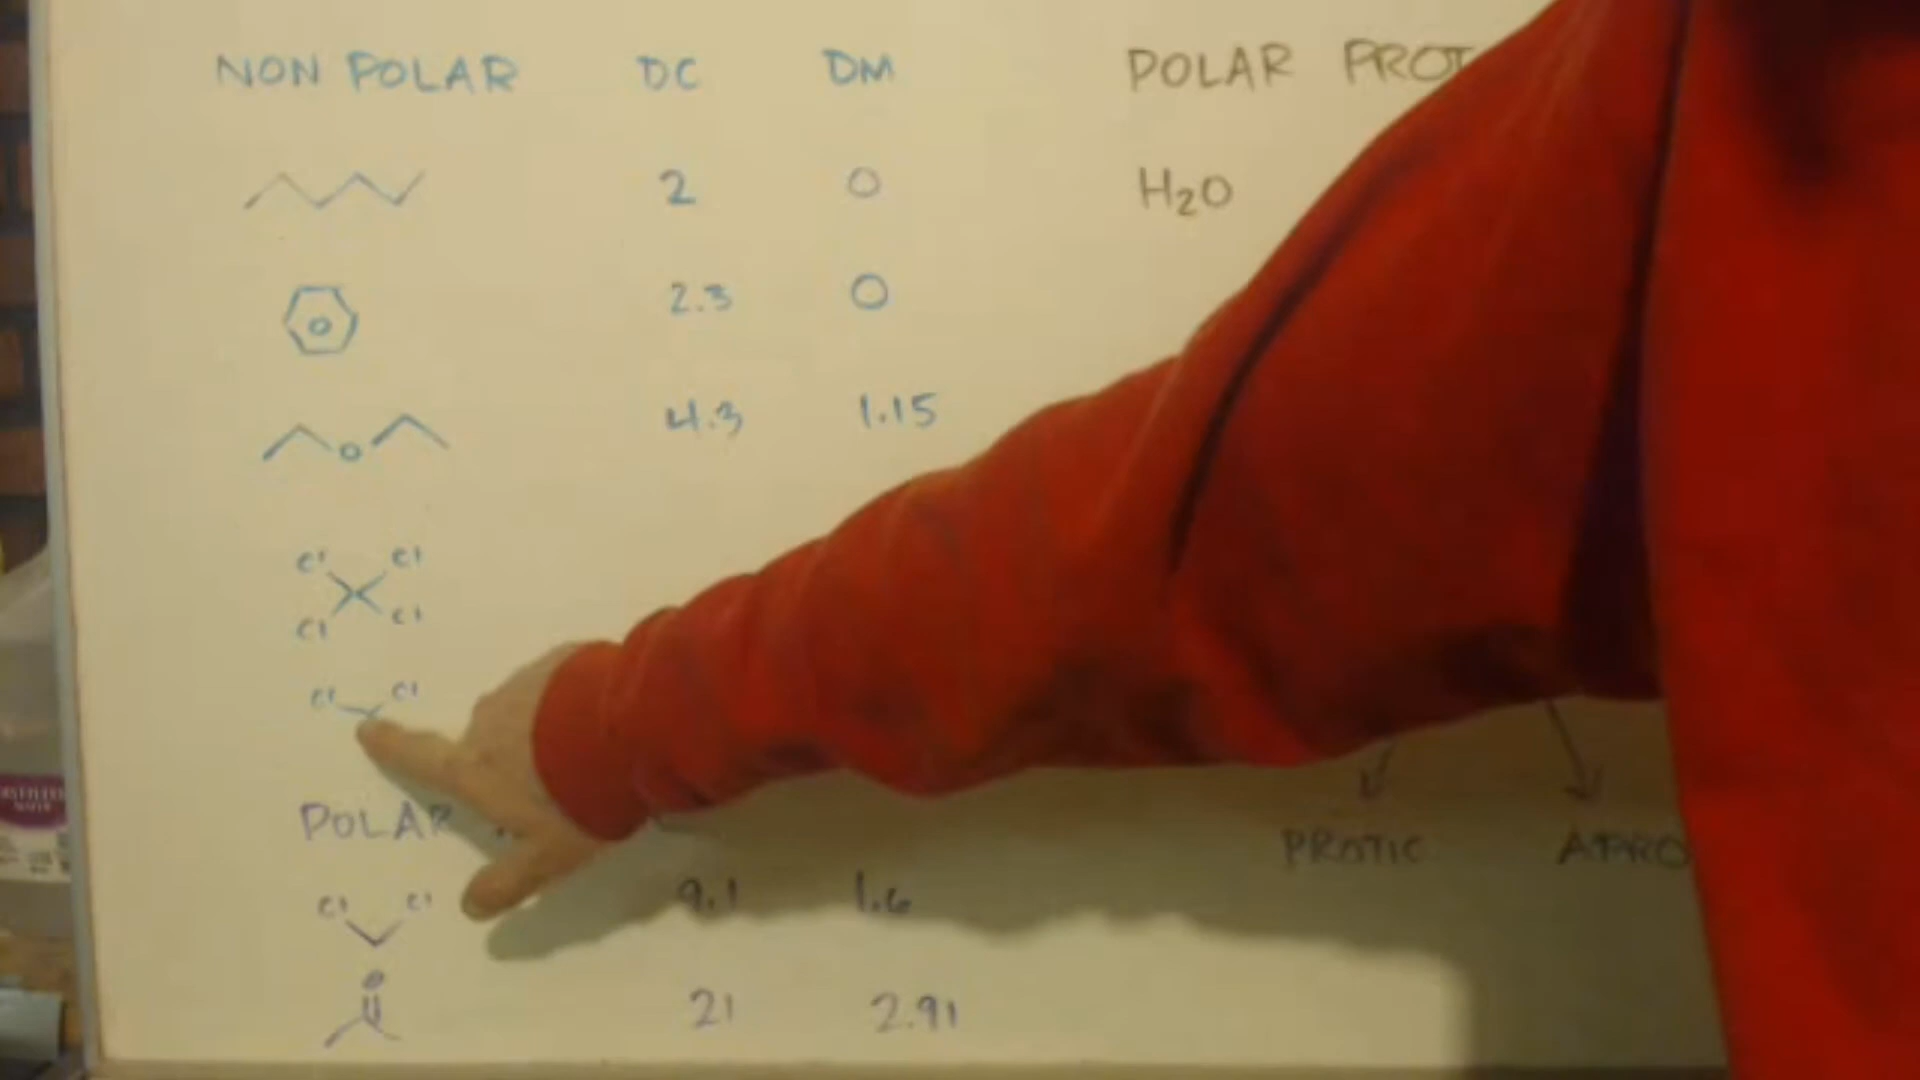 NON POLAR DC DM
2 0
2.3 0
O 4.3 1.15
Cl Cl
Cl Cl
Cl Cl
POLAR
Cl Cl 9.1 1.6
O
21 2.91
POLAR PROT
H2O
PROTIC APRO